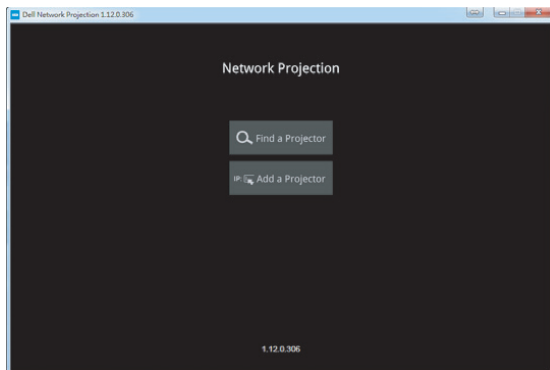 Dell Network Projection 1.12.0.306
Network Projection
Find a Projector
IP: Add a Projector
1.12.0.306